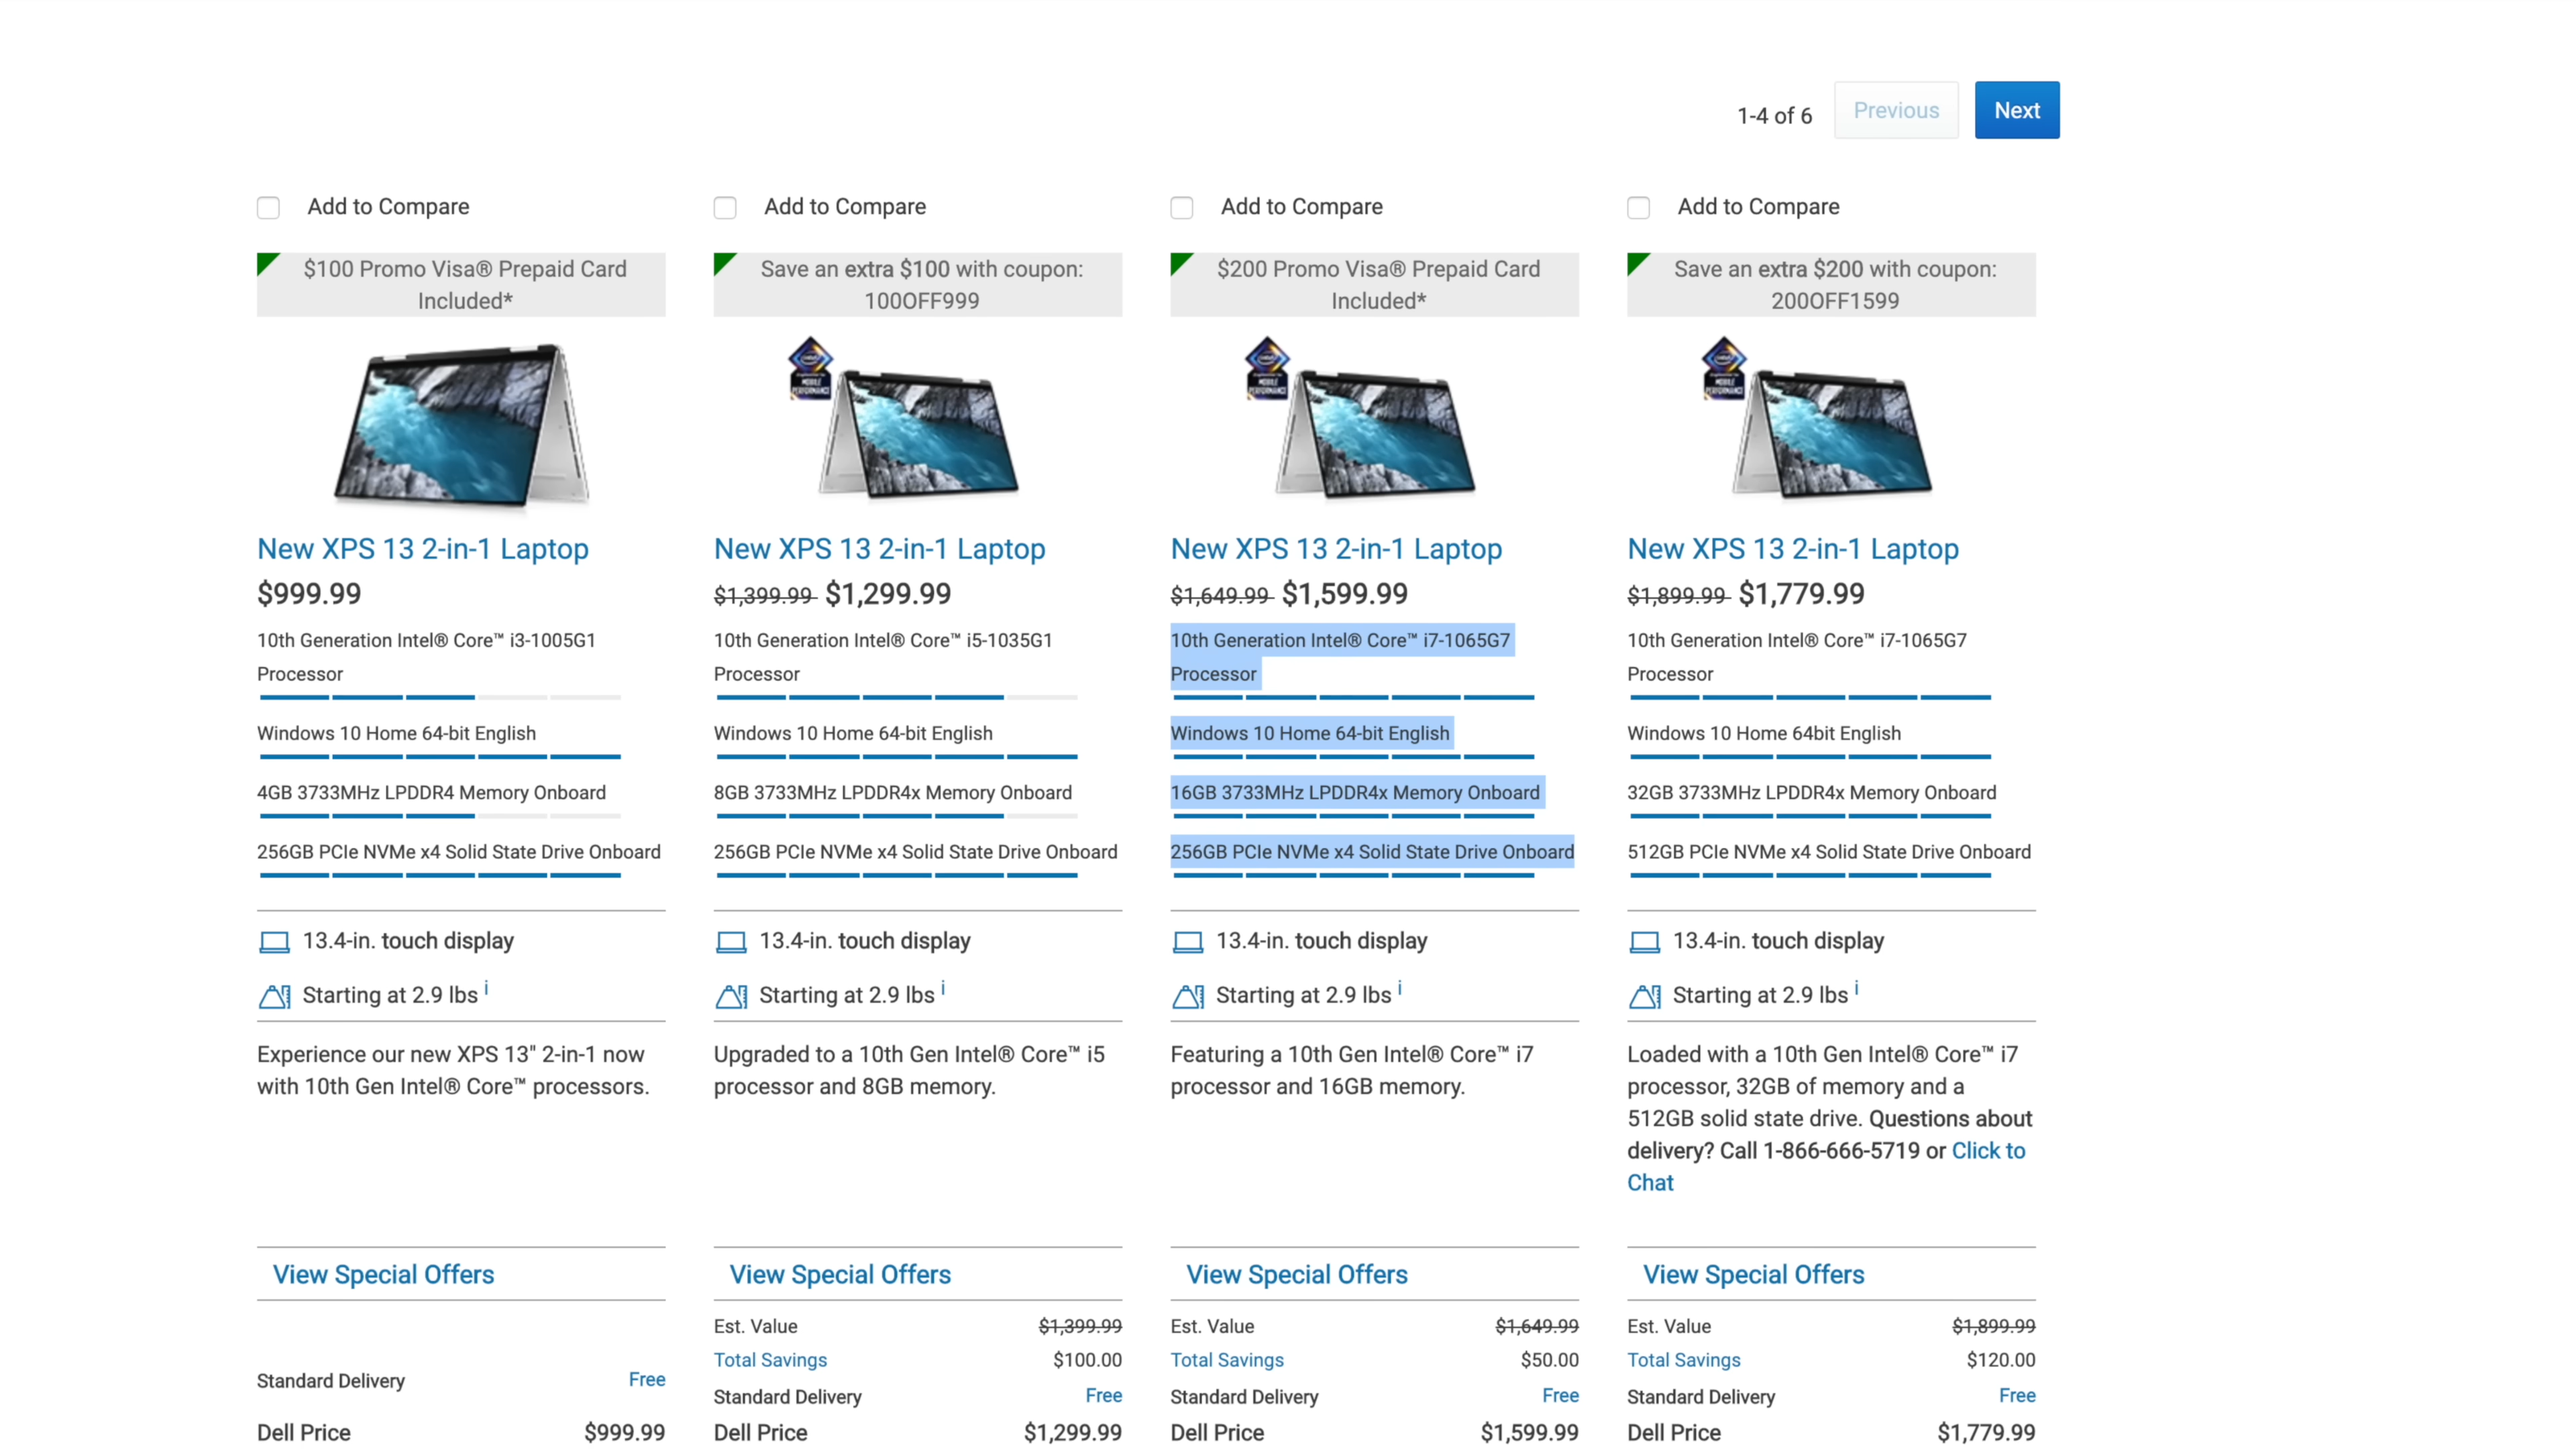 1-4 of 6
Previous
Next
Add to Compare
$100 Promo Visa® Prepaid Card
Included*
New XPS 13 2-in-1 Laptop
$999.99
10th Generation Intel® Core™ i3-1005G1
Processor
Windows 10 Home 64-bit English
4GB 3733MHz LPDDR4 Memory Onboard
256GB PCIe NVMe x4 Solid State Drive Onboard
13.4-in. touch display
Starting at 2.9 lbs i
Experience our new XPS 13" 2-in-1 now
with 10th Gen Intel® Core™ processors.
View Special Offers
Standard Delivery Free
Dell Price $999.99
Add to Compare
Save an extra $100 with coupon:
100OFF999
MOBILE
PERFORMANCE
New XPS 13 2-in-1 Laptop
$1,399.99 $1,299.99
10th Generation Intel® Core™ i5-1035G1
Processor
Windows 10 Home 64-bit English
8GB 3733MHz LPDDR4x Memory Onboard
256GB PCIe NVMe x4 Solid State Drive Onboard
13.4-in. touch display
Starting at 2.9 lbs i
Upgraded to a 10th Gen Intel® Core™ i5
processor and 8GB memory.
View Special Offers
Est. Value $1,399.99
Total Savings $100.00
Standard Delivery Free
Dell Price $1,299.99
Add to Compare
$200 Promo Visa® Prepaid Card
Included*
MOBILE
PERFORMANCE
New XPS 13 2-in-1 Laptop
$1,649.99 $1,599.99
10th Generation Intel® Core™ i7-1065G7
Processor
Windows 10 Home 64-bit English
16GB 3733MHz LPDDR4x Memory Onboard
256GB PCIe NVMe x4 Solid State Drive Onboard
13.4-in. touch display
Starting at 2.9 lbs i
Featuring a 10th Gen Intel® Core™ i7
processor and 16GB memory.
View Special Offers
Est. Value $1,649.99
Total Savings $50.00
Standard Delivery Free
Dell Price $1,599.99
Add to Compare
Save an extra $200 with coupon:
200OFF1599
MOBILE
PERFORMANCE
New XPS 13 2-in-1 Laptop
$1,899.99 $1,779.99
10th Generation Intel® Core™ i7-1065G7
Processor
Windows 10 Home 64bit English
32GB 3733MHz LPDDR4x Memory Onboard
512GB PCIe NVMe x4 Solid State Drive Onboard
13.4-in. touch display
Starting at 2.9 lbs i
Loaded with a 10th Gen Intel® Core™ i7
processor, 32GB of memory and a
512GB solid state drive. Questions about
delivery? Call 1-866-666-5719 or Click to
Chat
View Special Offers
Est. Value $1,899.99
Total Savings $120.00
Standard Delivery Free
Dell Price $1,779.99